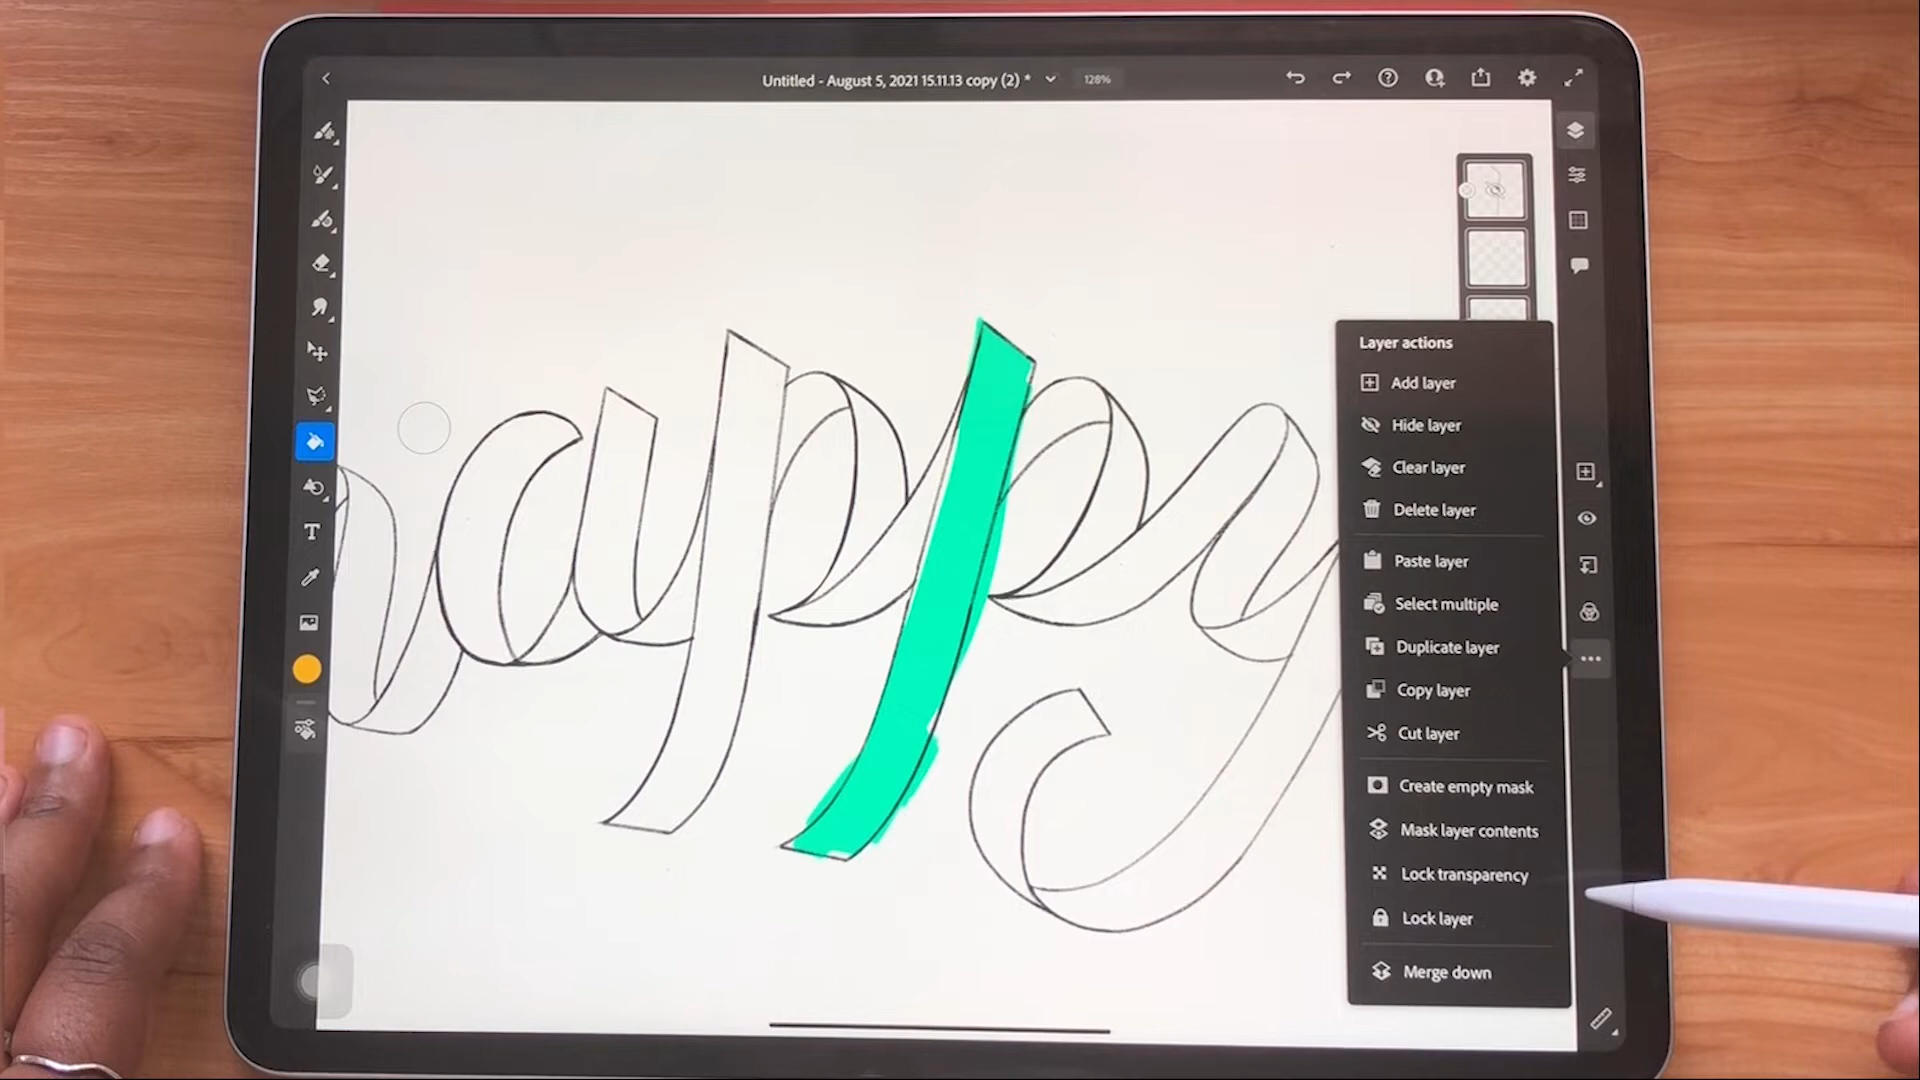 Untitled - August 5, 2021 15.11.13 copy (2) *
128%
T
appy
Layer actions
Add layer
Hide layer
Clear layer
Delete layer
Paste layer
Select multiple
Duplicate layer
Copy layer
Cut layer
Create empty mask
Mask layer contents
Lock transparency
Lock layer
Merge down